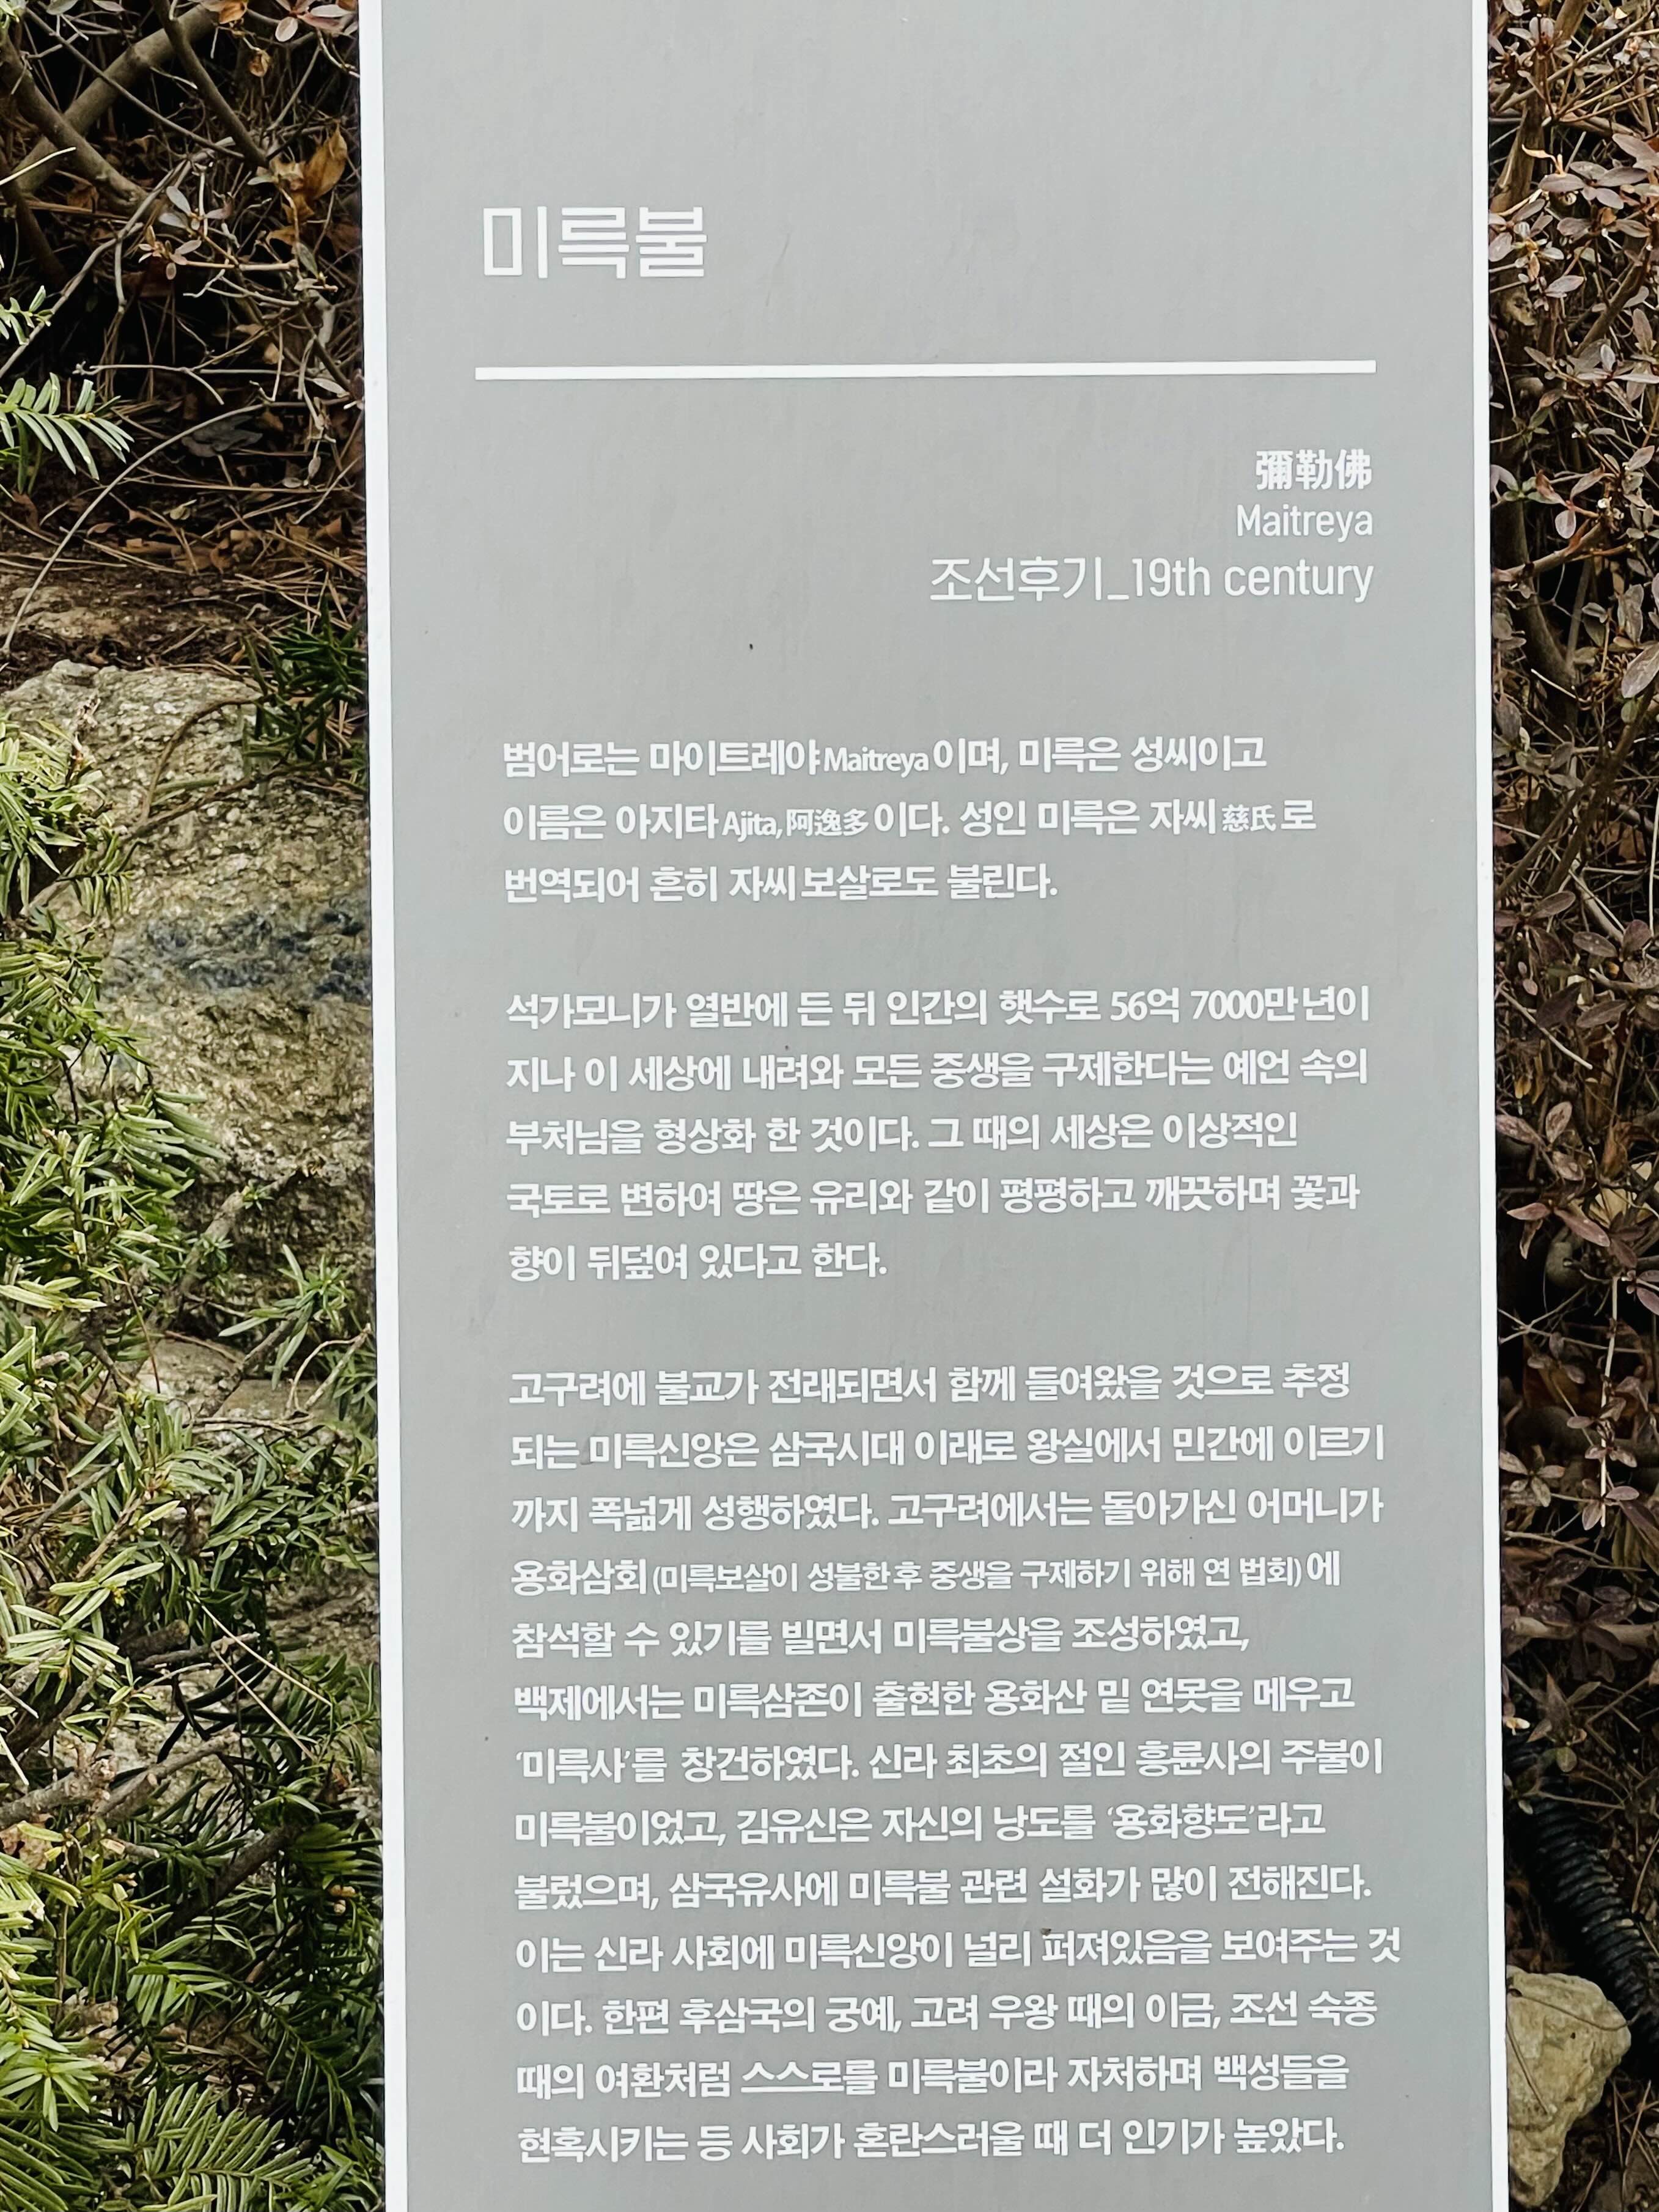 미륵불
彌勒佛
Maitreya
조선후기_19th century
범어로는 마이트레야 Maitreya 이며, 미륵은 성씨이고
이름은 아지타 Ajita, 阿逸多 이다. 성인 미륵은 자씨 慈氏 로
번역되어 흔히 자씨 보살로도 불린다.
석가모니가 열반에 든 뒤 인간의 햇수로 56억 7000만 년이
지나 이 세상에 내려와 모든 중생을 구제한다는 예언 속의
부처님을 형상화 한 것이다. 그 때의 세상은 이상적인
국토로 변하여 땅은 유리와 같이 평평하고 깨끗하며 꽃과
향이 뒤덮여 있다고 한다.
고구려에 불교가 전래되면서 함께 들여왔을 것으로 추정
되는 미륵신앙은 삼국시대 이래로 왕실에서 민간에 이르기
까지 폭넓게 성행하였다. 고구려에서는 돌아가신 어머니가
용화삼회 (미륵보살이 성불한 후 중생을 구제하기 위해 연 법회) 에
참석할 수 있기를 빌면서 미륵불상을 조성하였고,
백제에서는 미륵삼존이 출현한 용화산 밑 연못을 메우고
‘미륵사’를 창건하였다. 신라 최초의 절인 흥륜사의 주불이
미륵불이었고, 김유신은 자신의 낭도를 ‘용화향도’라고
불렀으며, 삼국유사에 미륵불 관련 설화가 많이 전해진다.
이는 신라 사회에 미륵신앙이 널리 퍼져있음을 보여주는 것
이다. 한편 후삼국의 궁예, 고려 우왕 때의 이금, 조선 숙종
때의 여환처럼 스스로를 미륵불이라 자처하며 백성들을
현혹시키는 등 사회가 혼란스러울 때 더 인기가 높았다.